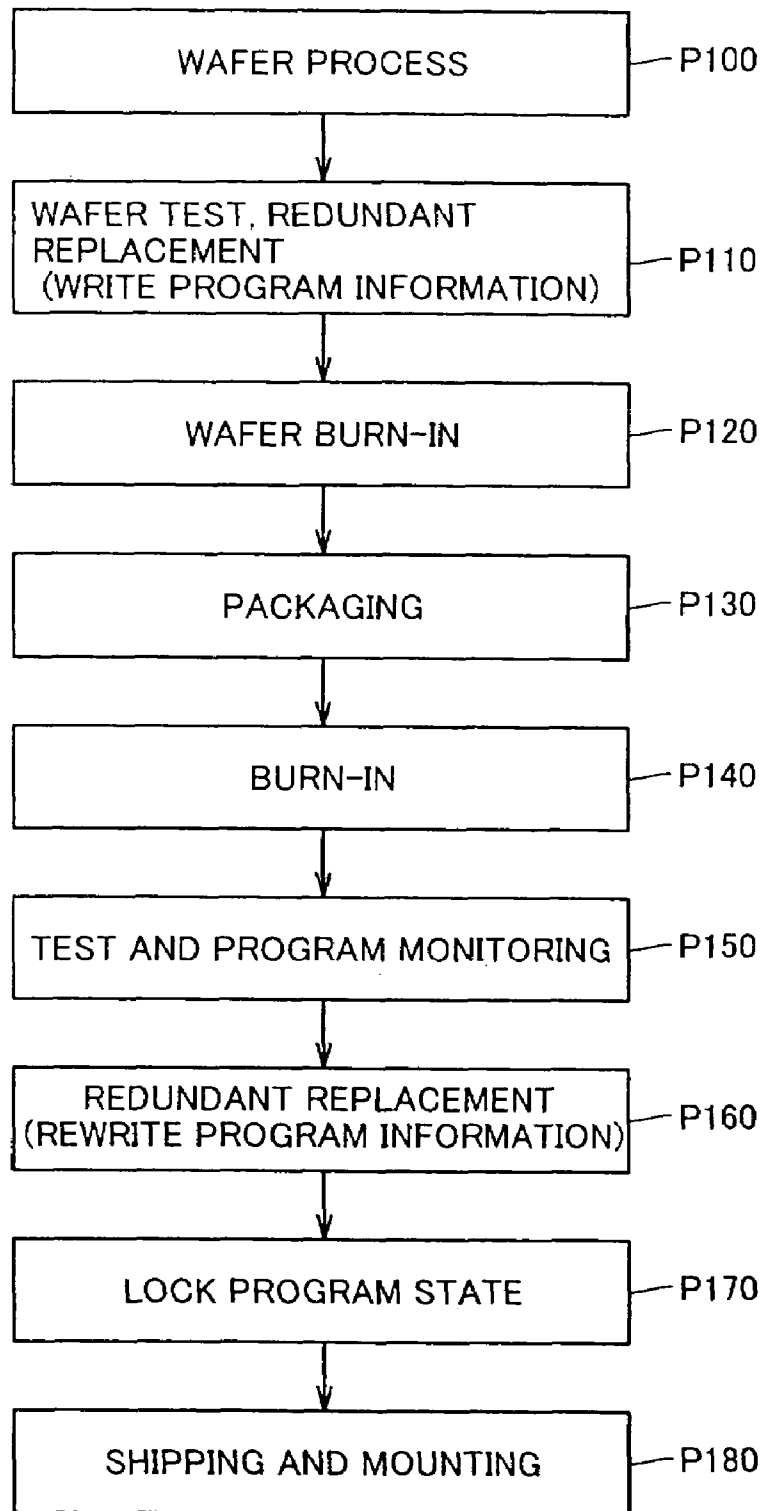 WAFER PROCESS
P100
WAFER TEST, REDUNDANT
REPLACEMENT
(WRITE PROGRAM INFORMATION)
P110
WAFER BURN-IN
P120
PACKAGING
P130
BURN-IN
P140
TEST AND PROGRAM MONITORING
P150
REDUNDANT REPLACEMENT
(REWRITE PROGRAM INFORMATION)
P160
LOCK PROGRAM STATE
P170
SHIPPING AND MOUNTING
P180